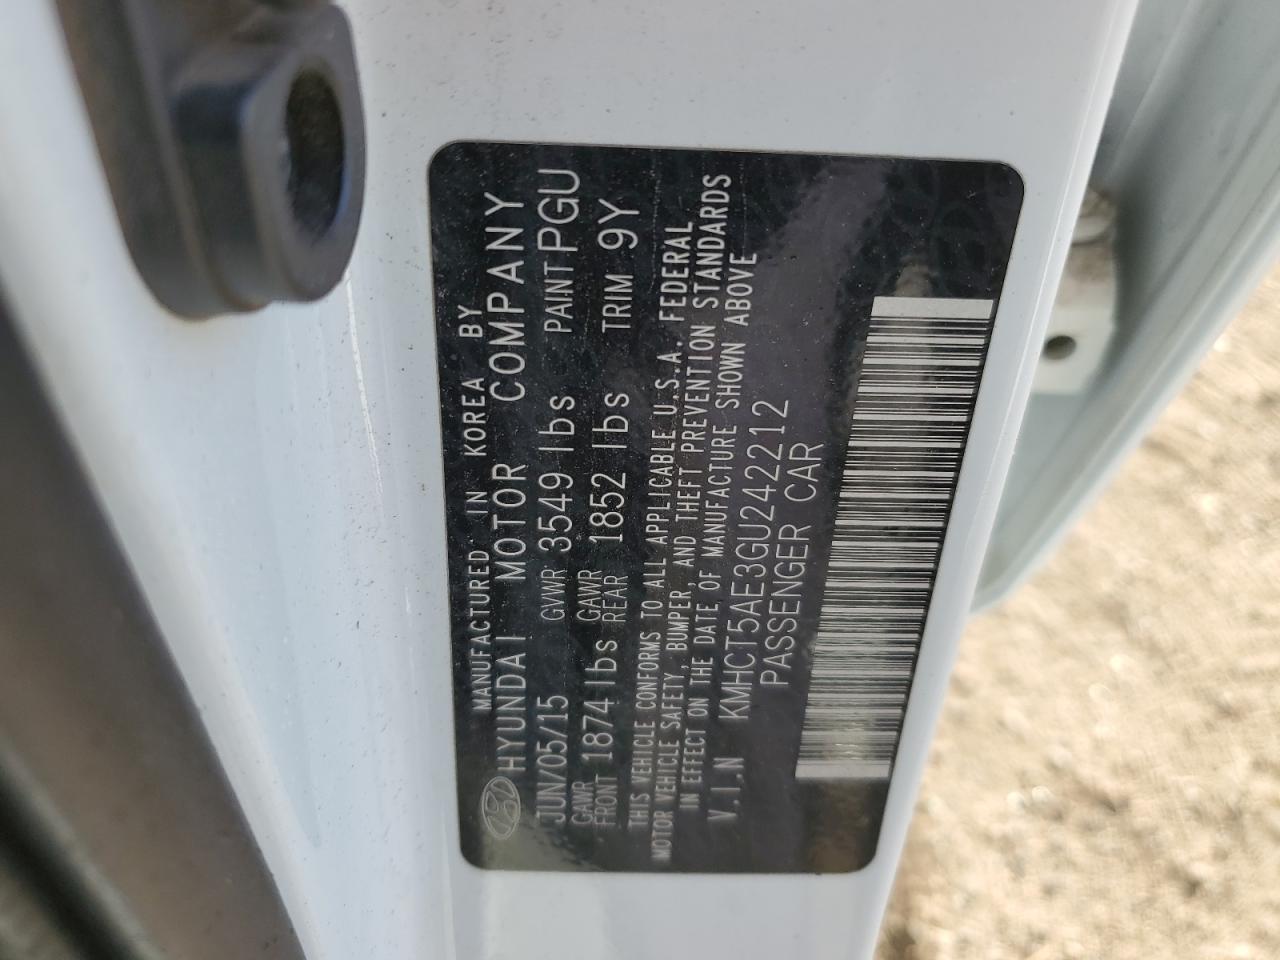 MANUFACTURED IN KOREA BY
HYUNDAI MOTOR COMPANY
JUN/05/15 GVWR 3549 lbs PAINT PGU
GAWR FRONT 1874 lbs GAWR REAR 1852 lbs TRIM 9Y
THIS VEHICLE CONFORMS TO ALL APPLICABLE U.S.A. FEDERAL
MOTOR VEHICLE SAFETY, BUMPER, AND THEFT PREVENTION STANDARDS
IN EFFECT ON THE DATE OF MANUFACTURE SHOWN ABOVE
V.I.N KMHCT5AE3GU242212
PASSENGER CAR